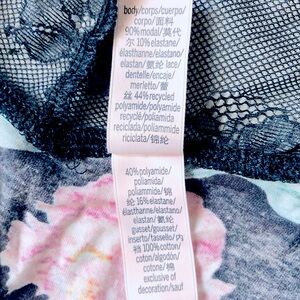 body/corps/cuerpo/
corpo/面料
90%modal/莫代
尔 10%elastane/
élasthanne/elastano/
elastan/氨纶 lace/
dentelle/encaje/
merletto/蕾
丝 44%recycled
polyamide/polyamide
recyclé/poliamida
reciclada/poliammide
riciclata/锦纶
40%polyamide/
poliamida/
poliammide/锦
纶 16%elastane/
élasthanne/elastano/
elastan/氨纶
gusset/gousset/
inserto/tassello/内
裆 100%cotton/
coton/algodón/
cotone/棉
exclusive of
decoration/sauf